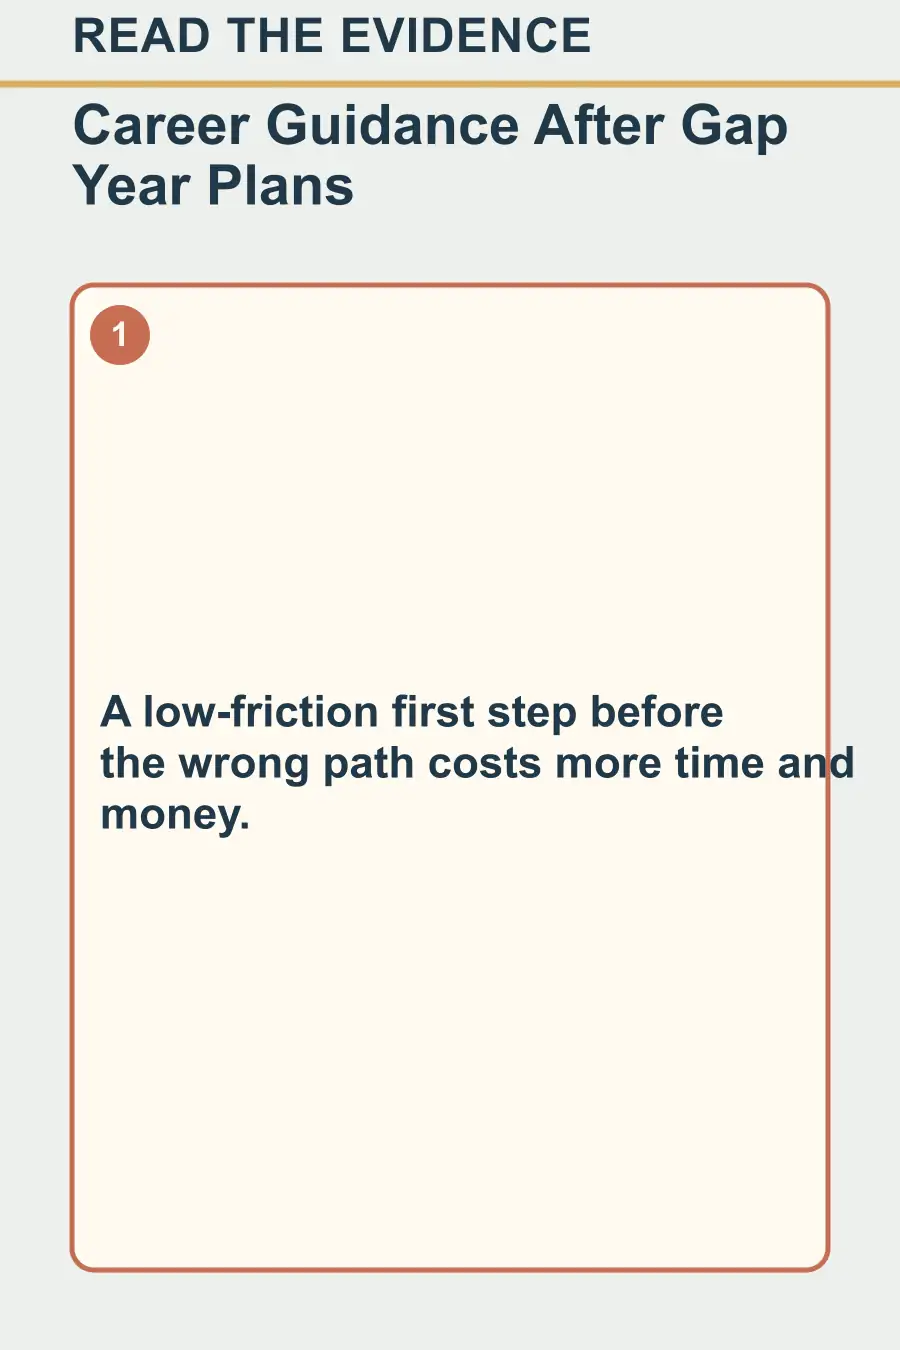 READ THE EVIDENCE
Career Guidance After Gap
Year Plans
1
A low-friction first step before
the wrong path costs more time and
money.